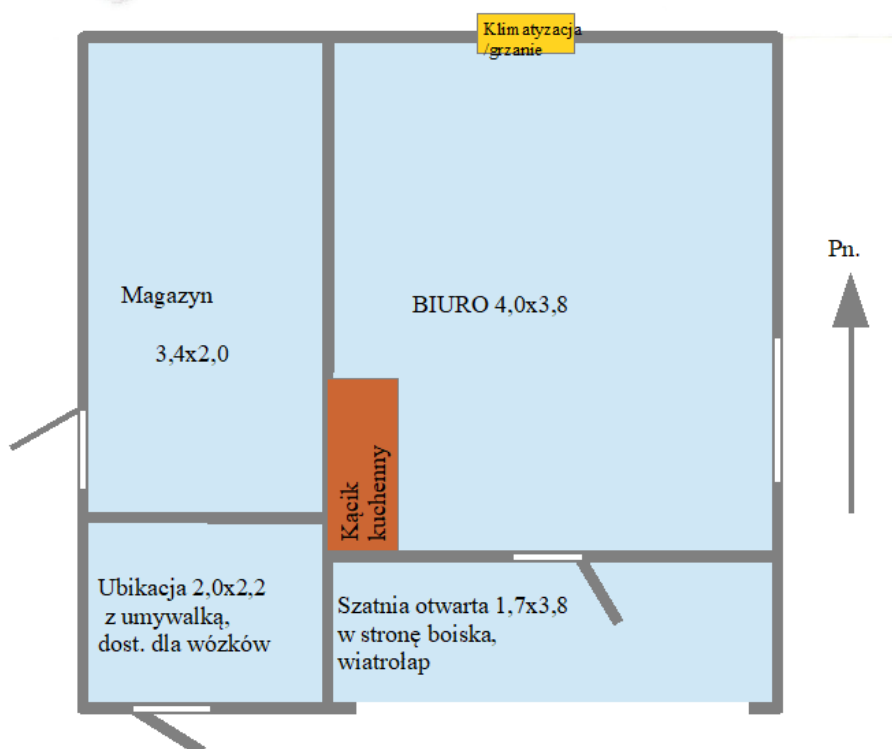 Klimatyzacja
/grzanie
Pn.
Magazyn
3,4x2,0
BIURO 4,0x3,8
Kącik
kuchenny
Ubikacja 2,0x2,2
z umywalką,
dost. dla wózków
Szatnia otwarta 1,7x3,8
w stronę boiska,
wiatrołap